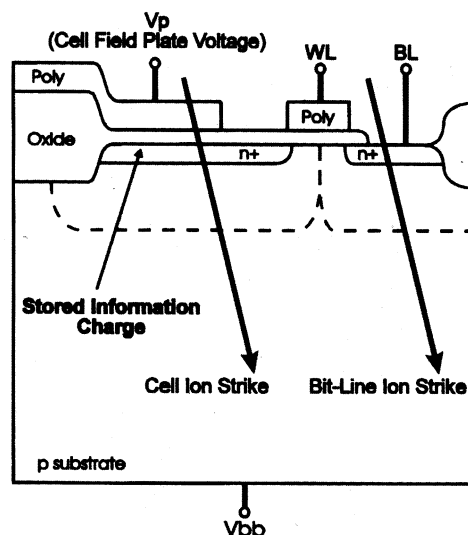 Vp
(Cell Field Plate Voltage)
WL
BL
Poly
Poly
Oxide
n+
n+
Stored Information
Charge
Cell Ion Strike
Bit-Line Ion Strike
p substrate
Vbb